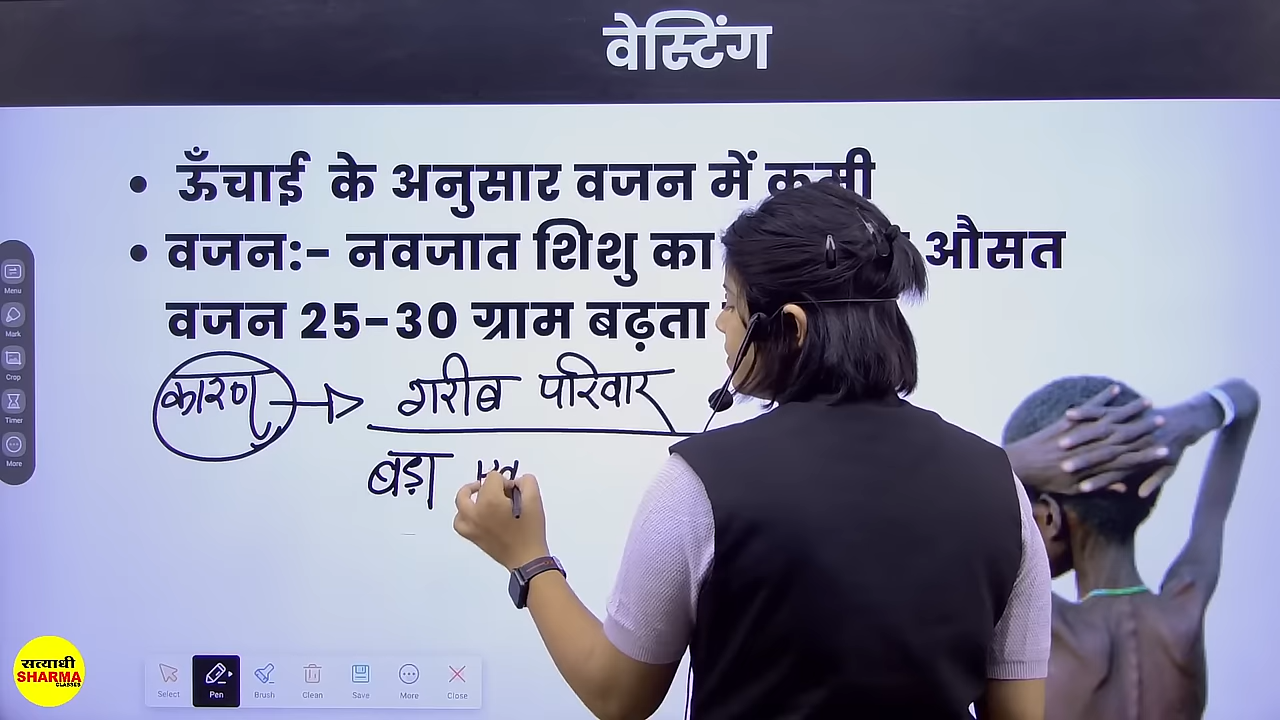 वेस्टिंग
• ऊँचाई के अनुसार वजन में कमी
• वजन:- नवजात शिशु का औसत
वजन 25-30 ग्राम बढ़ता
कारण → गरीब परिवार
बड़ा
Menu
Mark
Crop
Timer
More
सत्याधी
SHARMA
CLASSES
Select
Pen
Brush
Clean
Save
More
Close